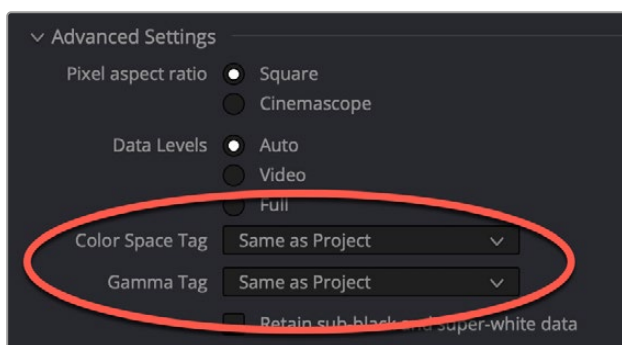 Advanced Settings
Pixel aspect ratio Square
Cinemascope
Data Levels Auto
Video
Full
Color Space Tag Same as Project
Gamma Tag Same as Project
Retain sub-black and super-white data